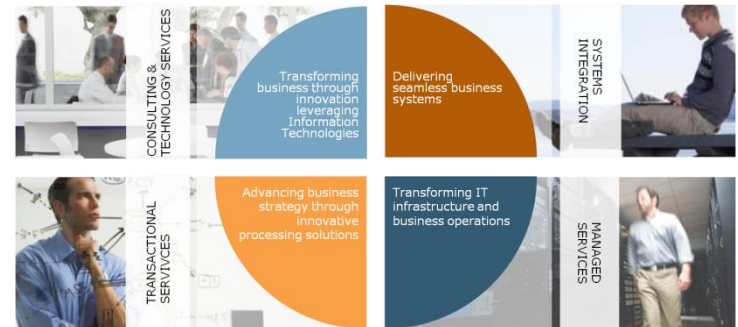 CONSULTING &
TECHNOLOGY SERVICES
Transforming
business through
innovation
leveraging
Information
Technologies
Delivering
seamless business
systems
SYSTEMS
INTEGRATION
TRANSACTIONAL
SERVIVCES
Advancing business
strategy through
innovative
processing solutions
Transforming IT
infrastructure and
business operations
MANAGED
SERVICES